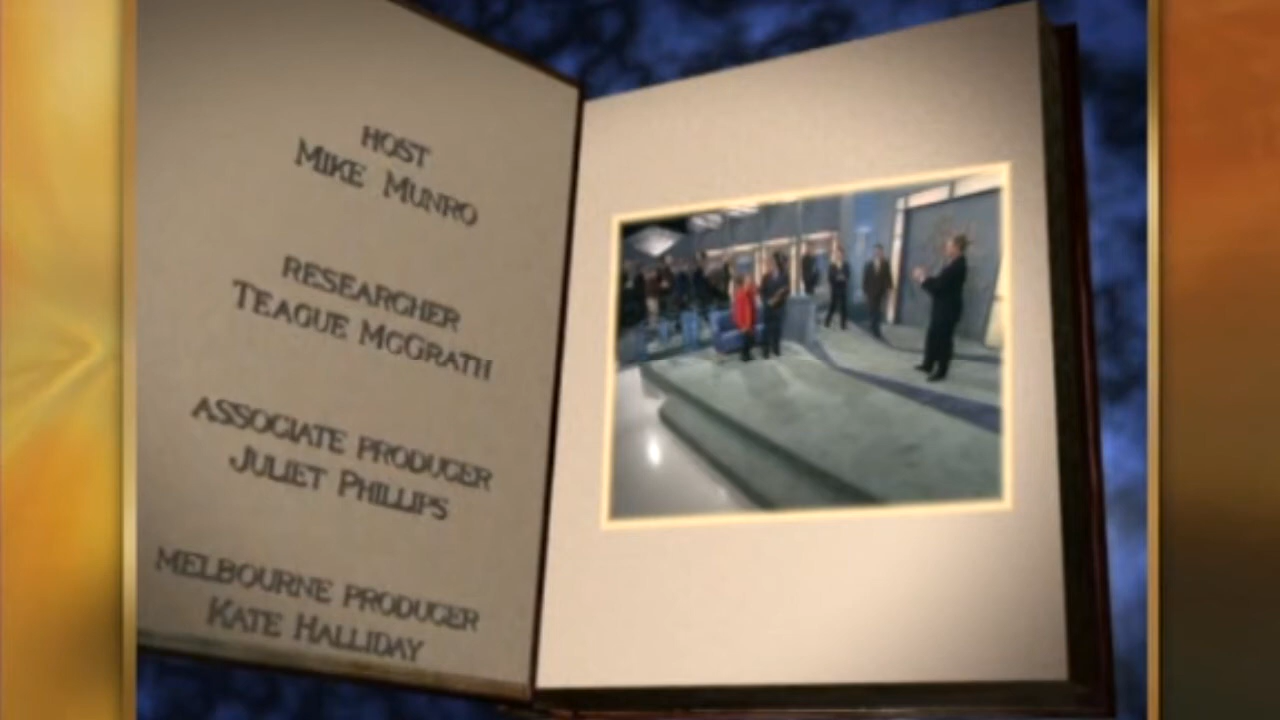 HOST
MIKE MUNRO
RESEARCHER
TEAGUE MCGRATH
ASSOCIATE PRODUCER
JULIET PHILLIPS
MELBOURNE PRODUCER
KATE HALLIDAY